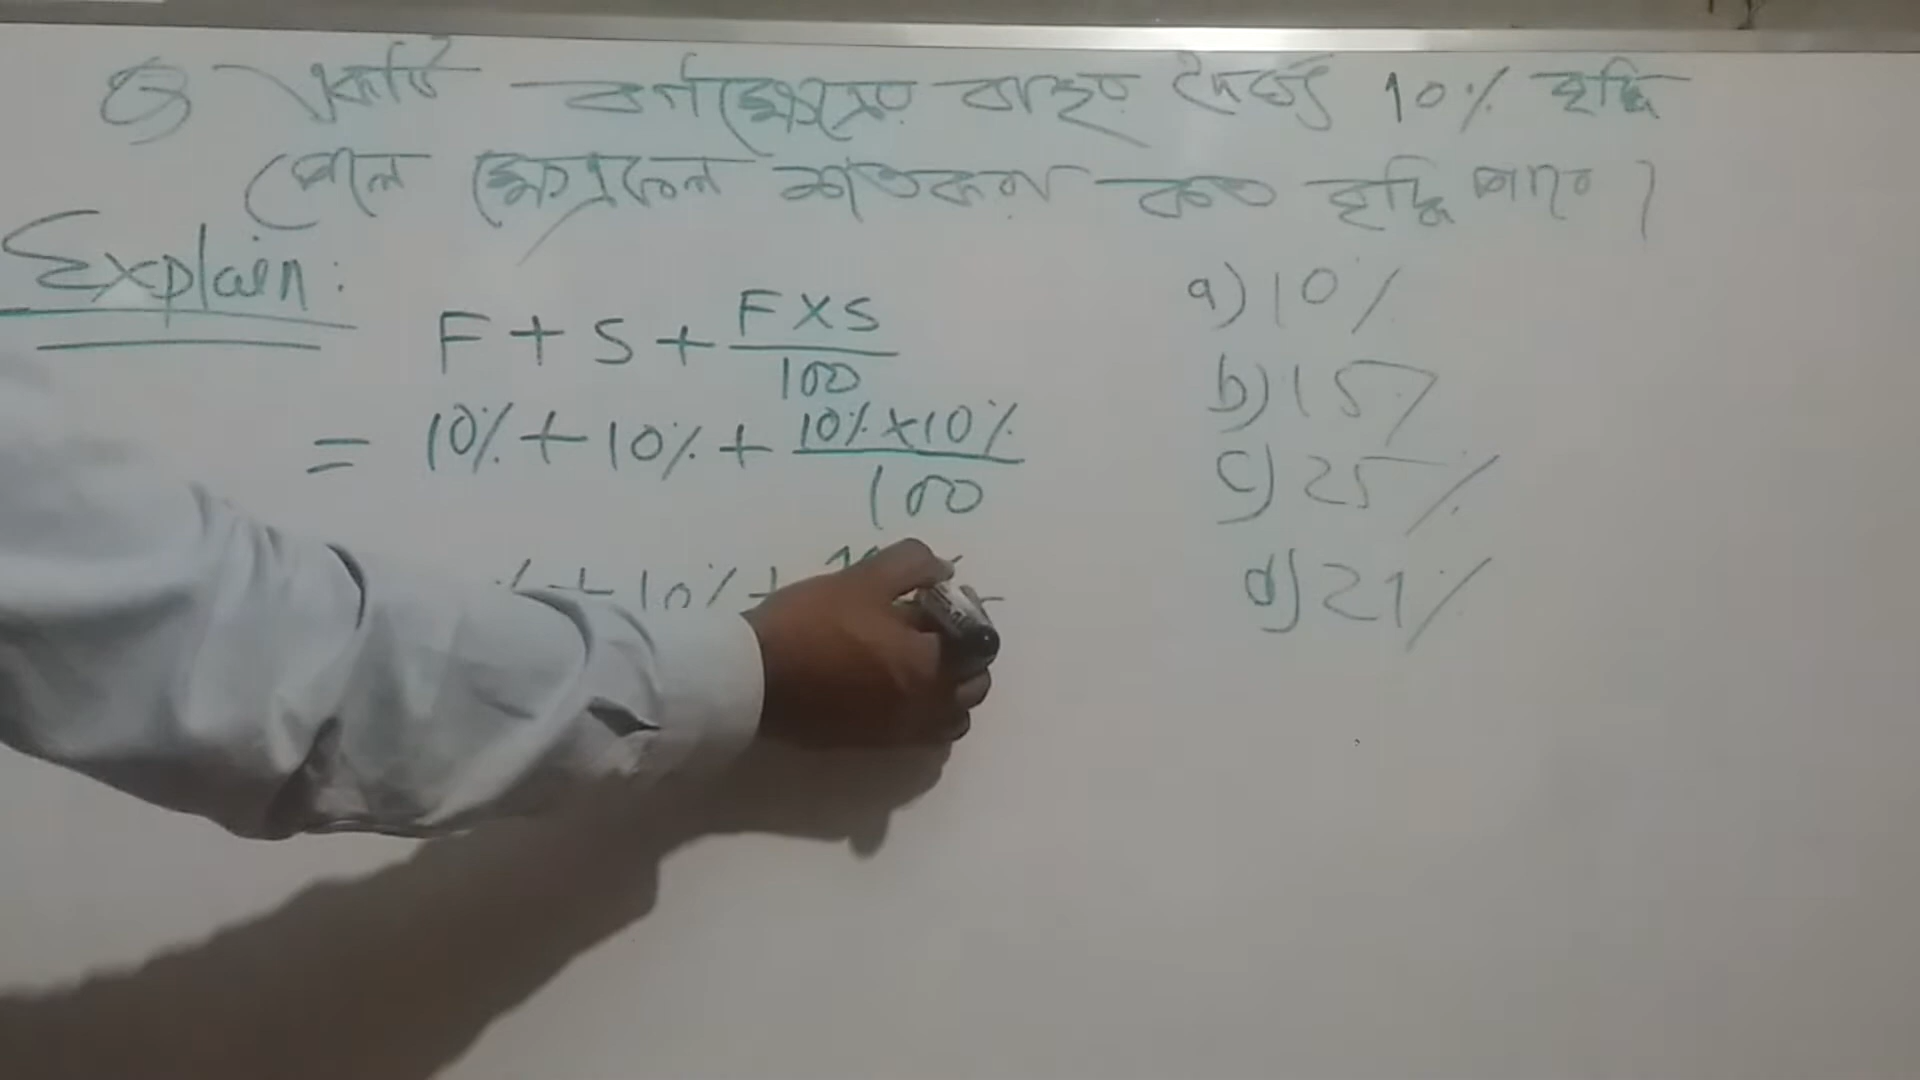 Q একটি বর্গক্ষেত্রের বাহুর দৈর্ঘ্য 10% বৃদ্ধি
পেলে ক্ষেত্রফল শতকরা কত বৃদ্ধি পাবে?
Explain:
F + S + F×S/100
= 10% + 10% + 10%×10%/100
% + 10% +
a) 10%
b) 15%
c) 25%
d) 21%